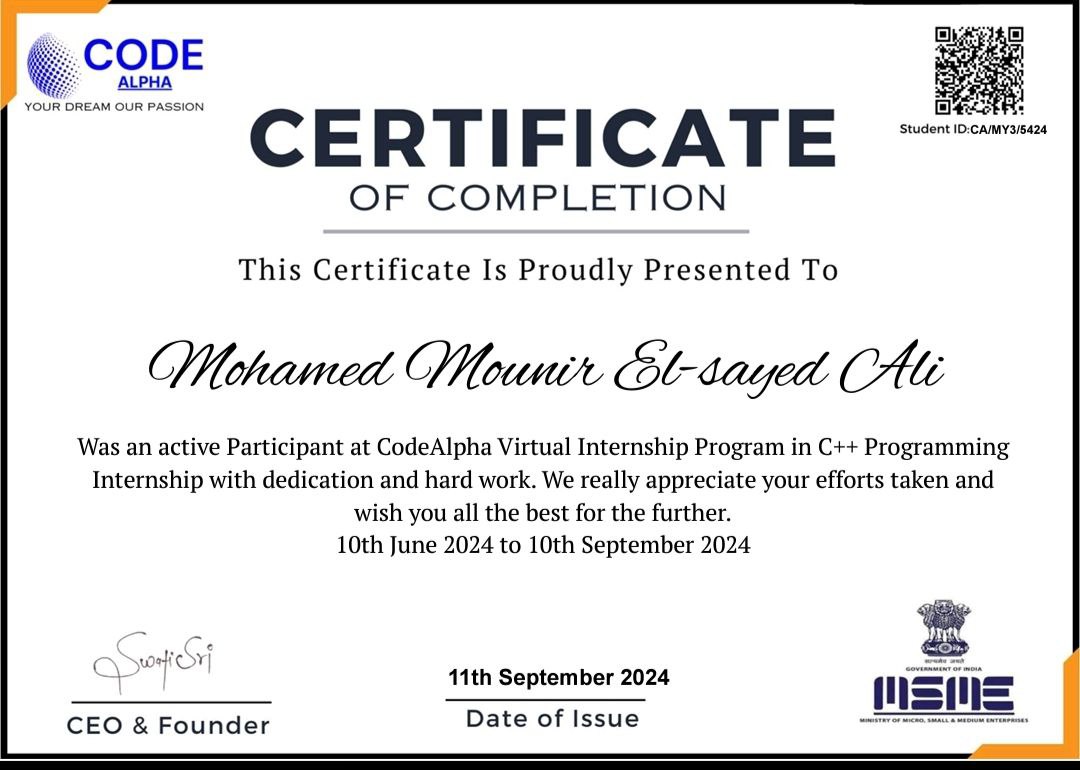 CODE
ALPHA
YOUR DREAM OUR PASSION
Student ID:CA/MY3/5424
CERTIFICATE
OF COMPLETION
This Certificate Is Proudly Presented To
Mohamed Mounir El-sayed Ali
Was an active Participant at CodeAlpha Virtual Internship Program in C++ Programming
Internship with dedication and hard work. We really appreciate your efforts taken and
wish you all the best for the further.
10th June 2024 to 10th September 2024
SwatiSri
CEO & Founder
11th September 2024
Date of Issue
सत्यमेव जयते
GOVERNMENT OF INDIA
MSME
MINISTRY OF MICRO, SMALL & MEDIUM ENTERPRISES